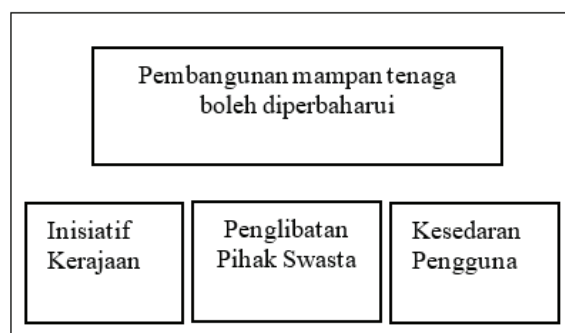 Pembangunan mampan tenaga
boleh diperbaharui
Inisiatif
Kerajaan
Penglibatan
Pihak Swasta
Kesedaran
Pengguna